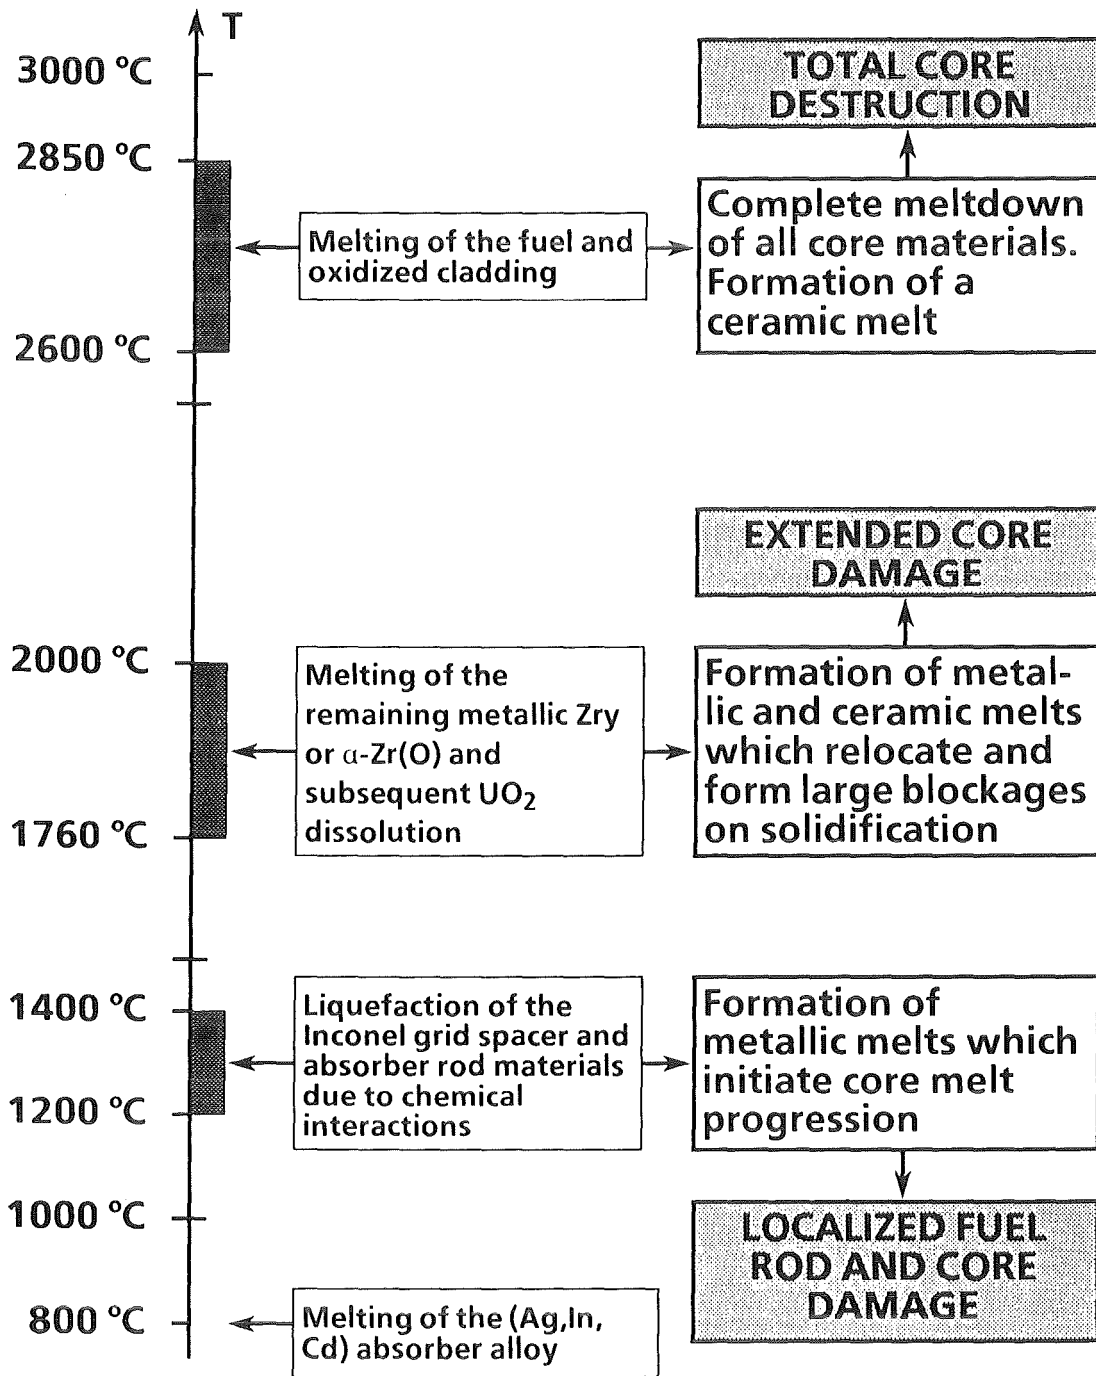 T
3000 °C
TOTAL CORE
DESTRUCTION
2850 °C
Melting of the fuel and
oxidized cladding
Complete meltdown
of all core materials.
Formation of a
ceramic melt
2600 °C
EXTENDED CORE
DAMAGE
2000 °C
Melting of the
remaining metallic Zry
or α-Zr(O) and
subsequent UO₂
dissolution
Formation of metal-
lic and ceramic melts
which relocate and
form large blockages
on solidification
1760 °C
1400 °C
Liquefaction of the
Inconel grid spacer and
absorber rod materials
due to chemical
interactions
Formation of
metallic melts which
initiate core melt
progression
1200 °C
1000 °C
LOCALIZED FUEL
ROD AND CORE
DAMAGE
800 °C
Melting of the (Ag,In,
Cd) absorber alloy